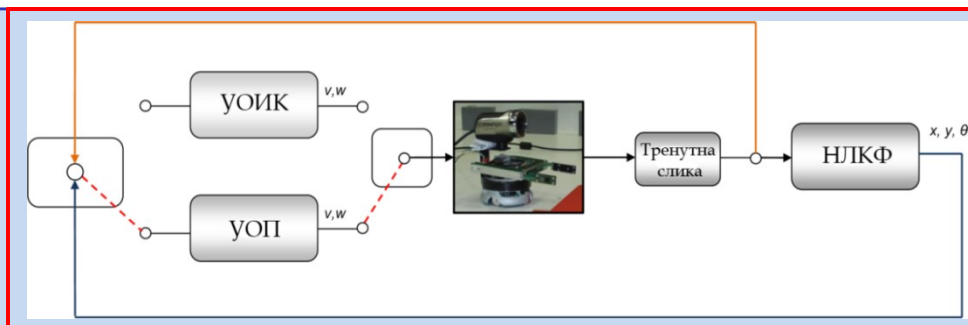 УОИК
v,w
УОП
v,w
Тренутна
слика
НЛКФ
x, y, θ